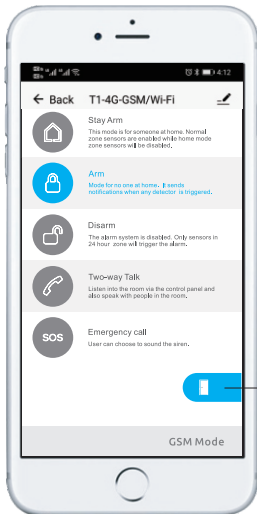 4:12
← Back T1-4G-GSM/Wi-Fi
Stay Arm
This mode is for someone at home. Normal
zone sensors are enabled while home mode
zone sensors will be disabled.
Arm
Mode for no one at home. It sends
notifications when any detector is triggered.
Disarm
The alarm system is disabled. Only sensors in
24 hour zone will trigger the alarm.
Two-way Talk
Listen into the room via the control panel and
also speak with people in the room.
SOS
Emergency call
User can choose to sound the siren.
GSM Mode